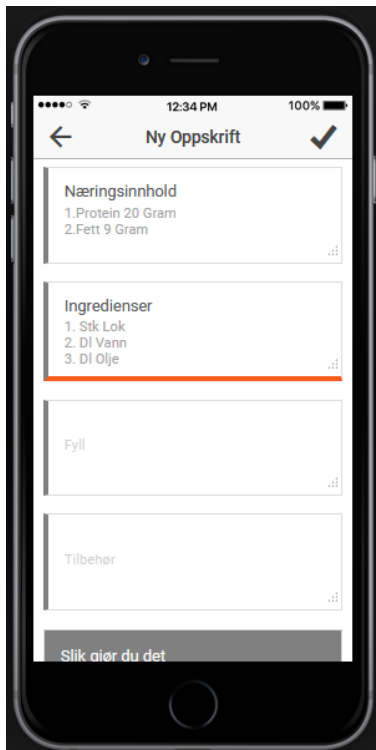 12:34 PM
100%
Ny Oppskrift
Næringsinnhold
1.Protein 20 Gram
2.Fett 9 Gram
Ingredienser
1. Stk Lok
2. Dl Vann
3. Dl Olje
Fyll
Tilbehør
Slik gjør du det